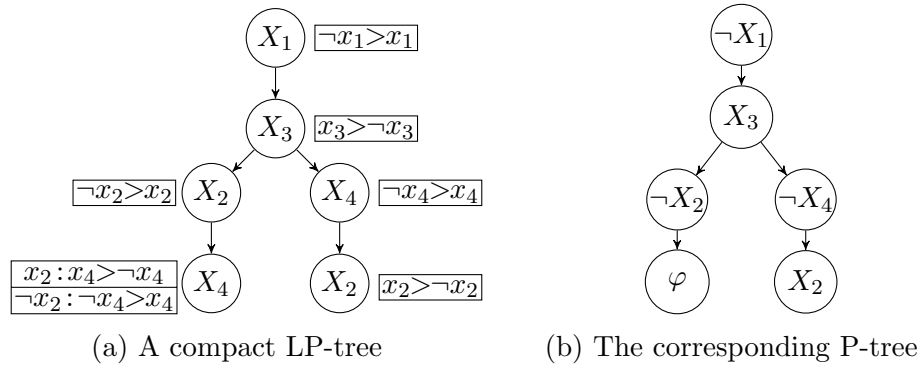 X₁ ¬x₁>x₁ ¬X₁
X₃ x₃>¬x₃ X₃
¬x₂>x₂ X₂ X₄ ¬x₄>x₄ ¬X₂ ¬X₄
x₂:x₄>¬x₄
¬x₂:¬x₄>x₄ X₄ X₂ x₂>¬x₂ φ X₂
(a) A compact LP-tree (b) The corresponding P-tree